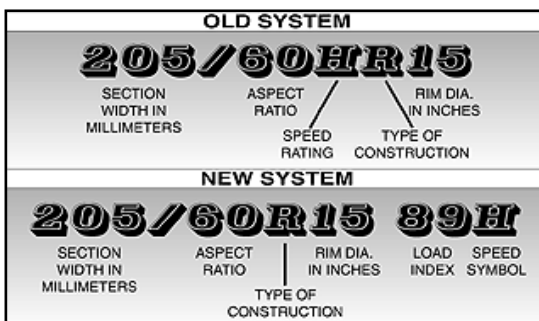 OLD SYSTEM
205/60HR15
SECTION WIDTH IN MILLIMETERS
ASPECT RATIO
RIM DIA. IN INCHES
SPEED RATING
TYPE OF CONSTRUCTION
NEW SYSTEM
205/60R15 89H
SECTION WIDTH IN MILLIMETERS
ASPECT RATIO
RIM DIA. IN INCHES
LOAD INDEX
SPEED SYMBOL
TYPE OF CONSTRUCTION